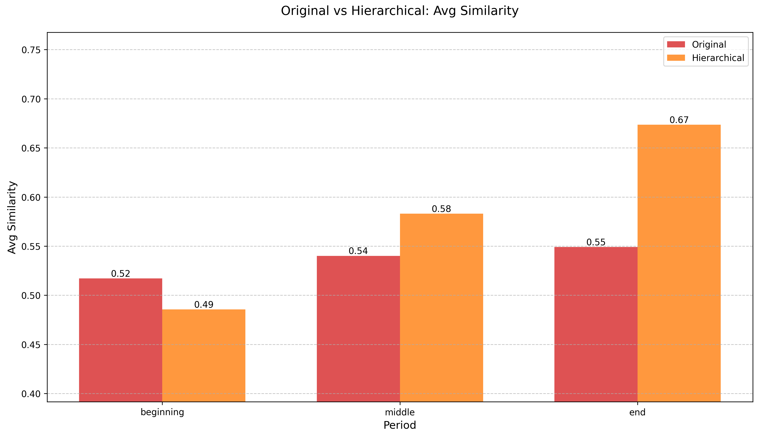 Original vs Hierarchical: Avg Similarity
Original
Hierarchical
Avg Similarity
0.75
0.70
0.65
0.60
0.55
0.50
0.45
0.40
0.52
0.49
0.54
0.58
0.55
0.67
beginning
middle
end
Period